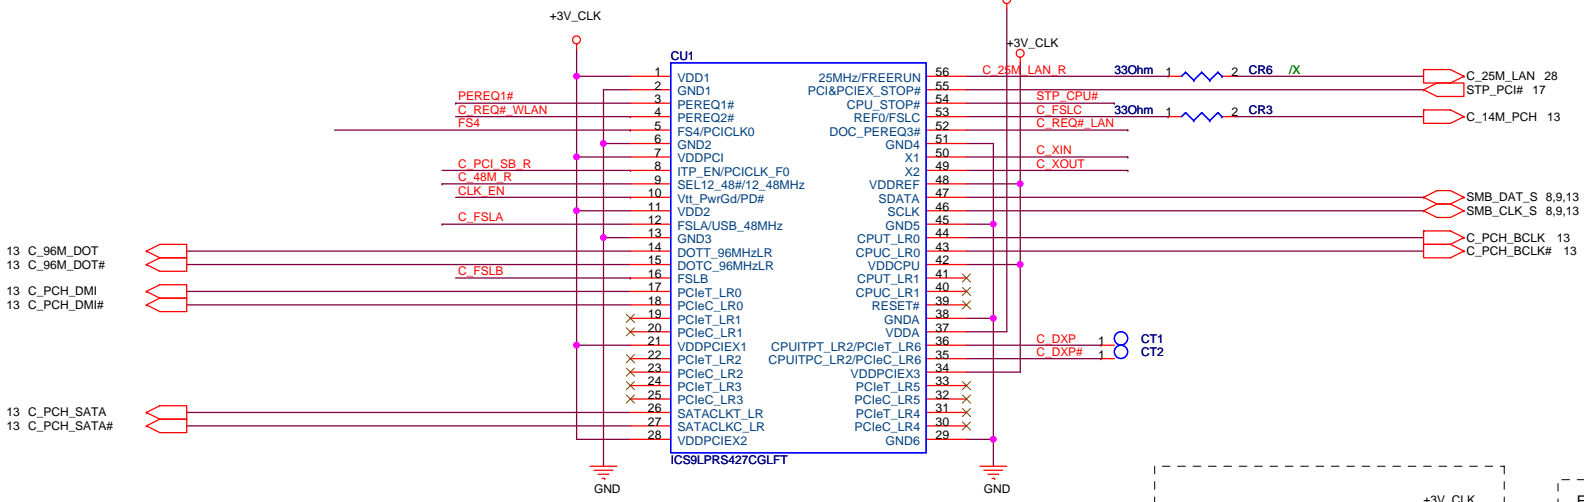 +3V_CLK
+3V_CLK
CU1
1 VDD1
2 GND1
PEREQ1# 3 PEREQ1#
C_REQ#_WLAN 4 PEREQ2#
FS4 5 FS4/PCICLK0
6 GND2
7 VDDPCI
C_PCI_SB_R 8 ITP_EN/PCICLK_F0
C_48M_R 9 SEL12_48#/12_48MHz
CLK_EN 10 Vtt_PwrGd/PD#
11 VDD2
C_FSLA 12 FSLA/USB_48MHz
13 GND3
13 C_96M_DOT 14 DOTT_96MHzLR
13 C_96M_DOT# 15 DOTC_96MHzLR
C_FSLB 16 FSLB
13 C_PCH_DMI 17 PCIeT_LR0
13 C_PCH_DMI# 18 PCIeC_LR0
19 PCIeT_LR1
20 PCIeC_LR1
21 VDDPCIEX1
22 PCIeT_LR2
23 PCIeC_LR2
24 PCIeT_LR3
25 PCIeC_LR3
13 C_PCH_SATA 26 SATACLKT_LR
13 C_PCH_SATA# 27 SATACLKC_LR
28 VDDPCIEX2
25MHz/FREERUN 56 C_25M_LAN_R 33Ohm 1 2 CR6 /X C_25M_LAN 28
PCI&PCIEX_STOP# 55 STP_PCI# 17
CPU_STOP# 54 STP_CPU#
REF0/FSLC 53 C_FSLC 33Ohm 1 2 CR3 C_14M_PCH 13
DOC_PEREQ3# 52 C_REQ#_LAN
GND4 51
X1 50 C_XIN
X2 49 C_XOUT
VDDREF 48
SDATA 47 SMB_DAT_S 8,9,13
SCLK 46 SMB_CLK_S 8,9,13
GND5 45
CPUT_LR0 44 C_PCH_BCLK 13
CPUC_LR0 43 C_PCH_BCLK# 13
VDDCPU 42
CPUT_LR1 41
CPUC_LR1 40
RESET# 39
GNDA 38
VDDA 37
CPUITPT_LR2/PCIeT_LR6 36 C_DXP 1 CT1
CPUITPC_LR2/PCIeC_LR6 35 C_DXP# 1 CT2
VDDPCIEX3 34
PCIeT_LR5 33
PCIeC_LR5 32
PCIeT_LR4 31
PCIeC_LR4 30
GND6 29
ICS9LPRS427CGLFT
GND
GND
+3V_CLK